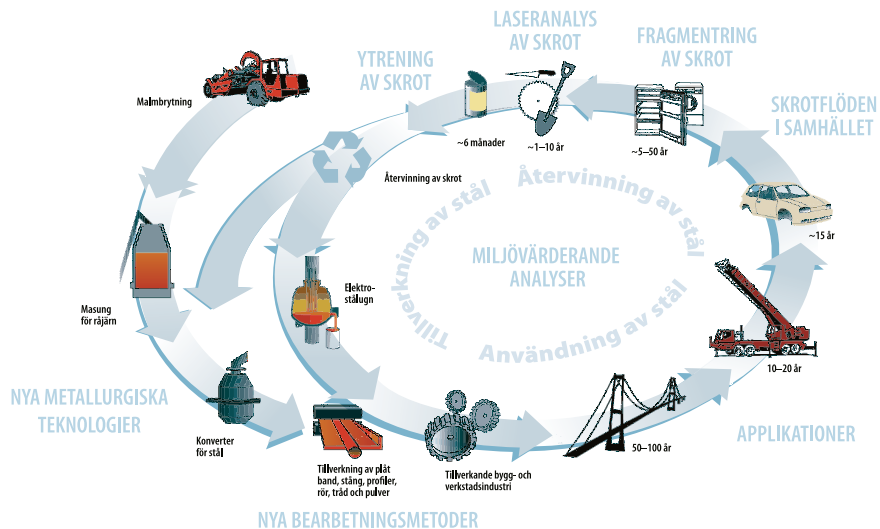 LASERANALYS
AV SKROT
FRAGMENTRING
AV SKROT
YTRENING
AV SKROT
SKROTFLÖDEN
I SAMHÄLLET
Malmbrytning
~6 månader
~1–10 år
~5–50 år
Återvinning av skrot
~15 år
Tillverkning av stål
Återvinning av stål
Användning av stål
MILJÖVÄRDERANDE
ANALYSER
Elektro-
stålugn
Masung
för råjärn
10–20 år
NYA METALLURGISKA
TEKNOLOGIER
Konverter
för stål
Tillverkning av plåt
band, stång, profiler,
rör, tråd och pulver
Tillverkande bygg- och
verkstadsindustri
50–100 år
APPLIKATIONER
NYA BEARBETNINGSMETODER